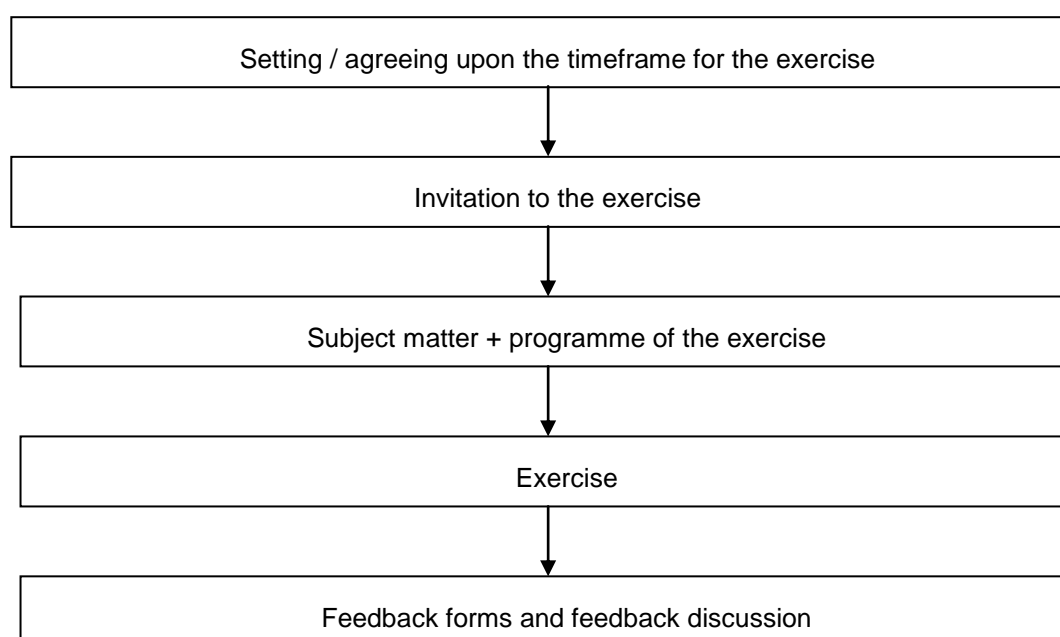 Setting / agreeing upon the timeframe for the exercise
Invitation to the exercise
Subject matter + programme of the exercise
Exercise
Feedback forms and feedback discussion